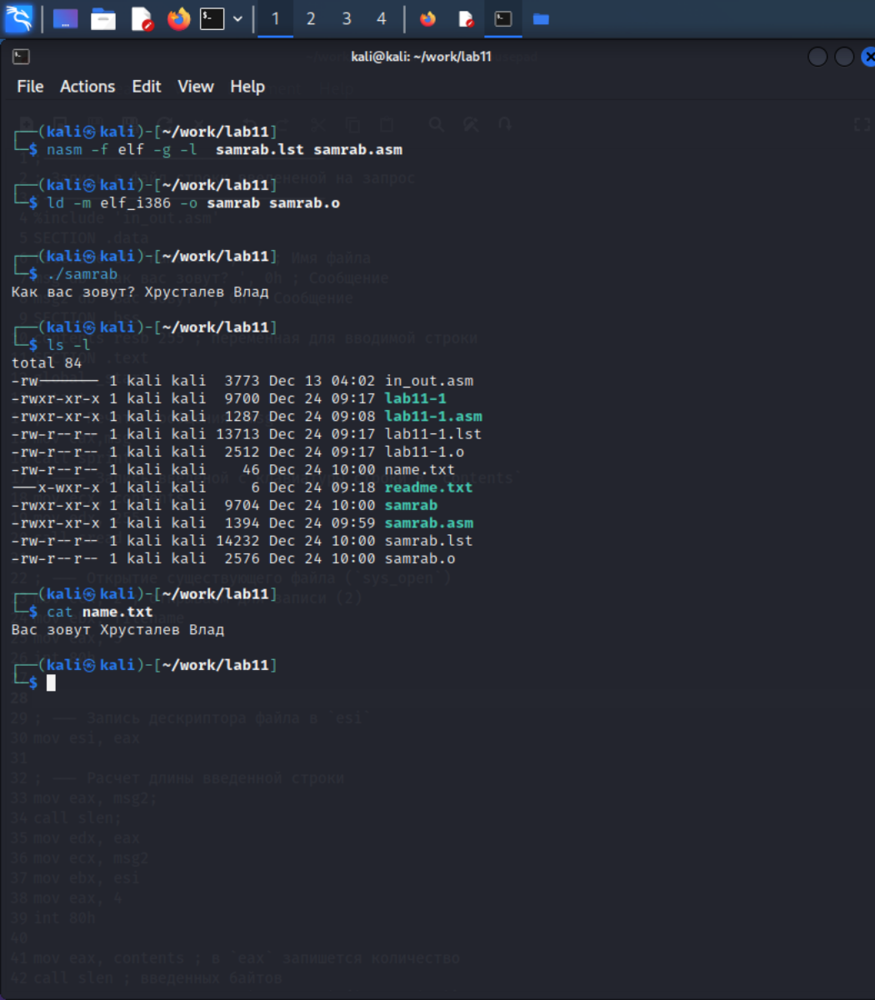 1 2 3 4
kali@kali: ~/work/lab11
File Actions Edit View Help
┌──(kali㉿kali)-[~/work/lab11]
└─$ nasm -f elf -g -l  samrab.lst samrab.asm
┌──(kali㉿kali)-[~/work/lab11]
└─$ ld -m elf_i386 -o samrab samrab.o
┌──(kali㉿kali)-[~/work/lab11]
└─$ ./samrab
Как вас зовут? Хрусталев Влад
┌──(kali㉿kali)-[~/work/lab11]
└─$ ls -l
total 84
-rw------- 1 kali kali  3773 Dec 13 04:02 in_out.asm
-rwxr-xr-x 1 kali kali  9700 Dec 24 09:17 lab11-1
-rwxr-xr-x 1 kali kali  1287 Dec 24 09:08 lab11-1.asm
-rw-r--r-- 1 kali kali 13713 Dec 24 09:17 lab11-1.lst
-rw-r--r-- 1 kali kali  2512 Dec 24 09:17 lab11-1.o
-rw-r--r-- 1 kali kali    46 Dec 24 10:00 name.txt
---x-wxr-x 1 kali kali     6 Dec 24 09:18 readme.txt
-rwxr-xr-x 1 kali kali  9704 Dec 24 10:00 samrab
-rwxr-xr-x 1 kali kali  1394 Dec 24 09:59 samrab.asm
-rw-r--r-- 1 kali kali 14232 Dec 24 10:00 samrab.lst
-rw-r--r-- 1 kali kali  2576 Dec 24 10:00 samrab.o
┌──(kali㉿kali)-[~/work/lab11]
└─$ cat name.txt
Вас зовут Хрусталев Влад
┌──(kali㉿kali)-[~/work/lab11]
└─$
28
29 ; --- Запись дескриптора файла в `esi`
30 mov esi, eax
31
32 ; --- Расчет длины введенной строки
33 mov eax, msg2;
34 call slen;
35 mov edx, eax
36 mov ecx, msg2
37 mov ebx, esi
38 mov eax, 4
39 int 80h
40
41 mov eax, contents ; в `eax` запишется количество
42 call slen ; введенных байтов